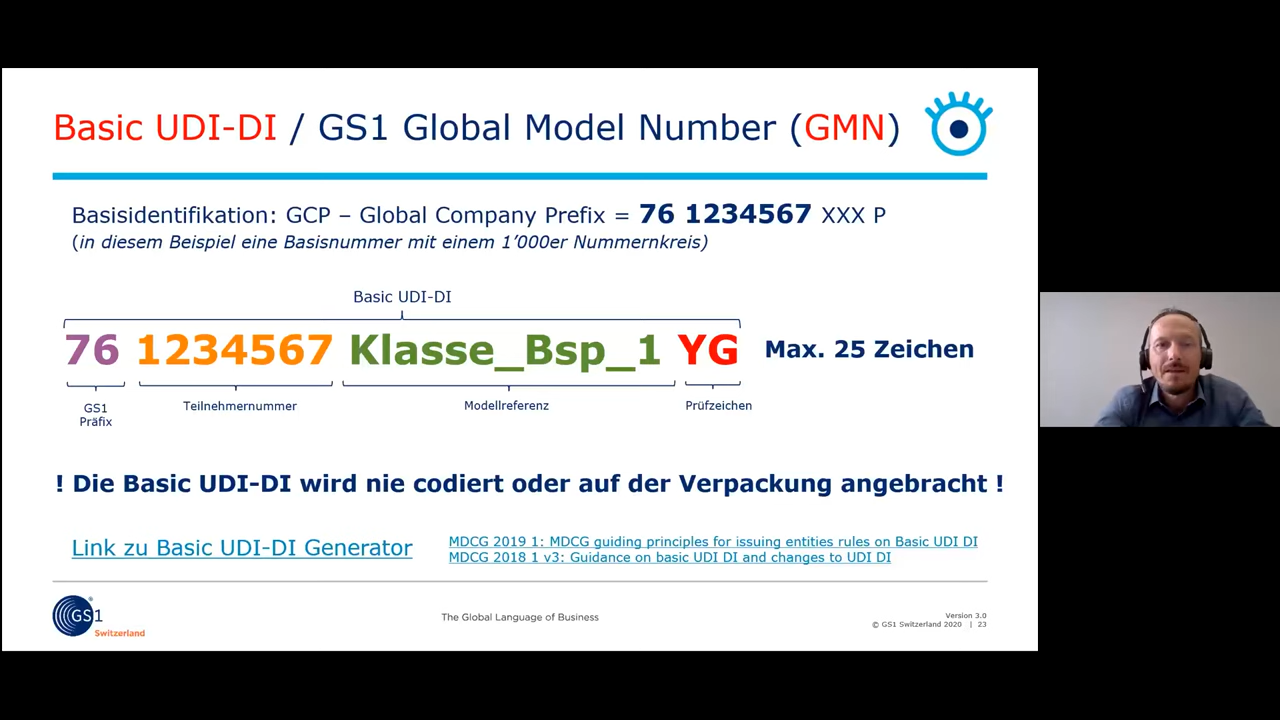 Basic UDI-DI / GS1 Global Model Number (GMN)
Basisidentifikation: GCP – Global Company Prefix = 76 1234567 XXX P
(in diesem Beispiel eine Basisnummer mit einem 1’000er Nummernkreis)
Basic UDI-DI
76 1234567 Klasse_Bsp_1 YG Max. 25 Zeichen
GS1 Präfix
Teilnehmernummer
Modellreferenz
Prüfzeichen
! Die Basic UDI-DI wird nie codiert oder auf der Verpackung angebracht !
Link zu Basic UDI-DI Generator
MDCG 2019 1: MDCG guiding principles for issuing entities rules on Basic UDI DI
MDCG 2018 1 v3: Guidance on basic UDI DI and changes to UDI DI
GS1 ®
Switzerland
The Global Language of Business
Version 3.0
© GS1 Switzerland 2020 | 23